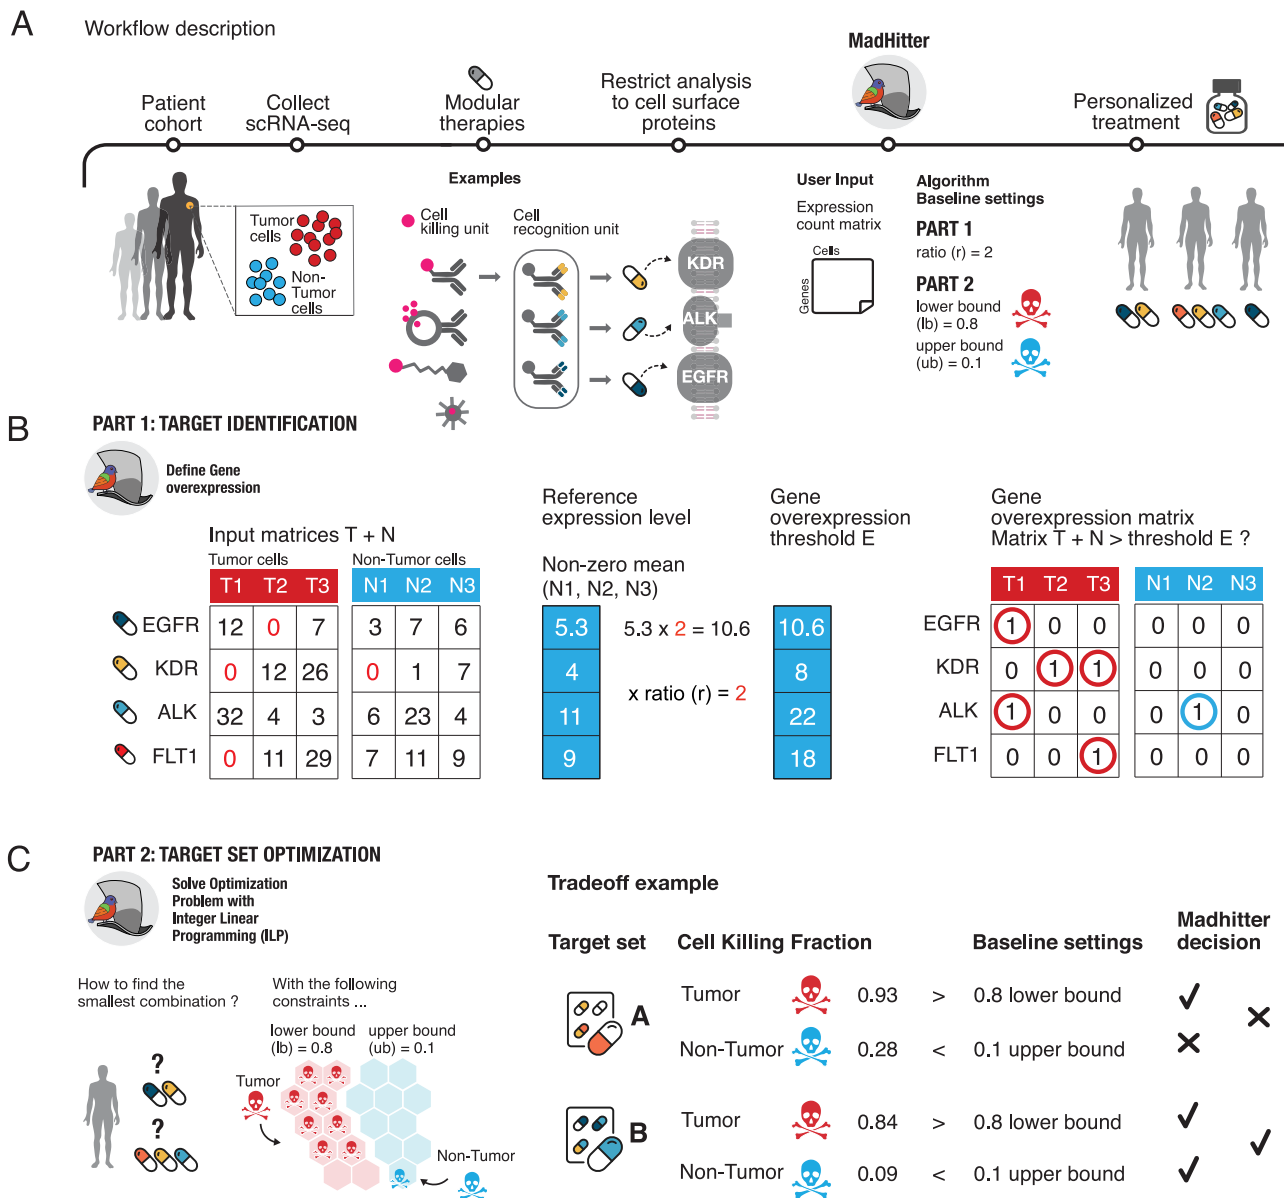 A
Workflow description
MadHitter
Patient
cohort
Collect
scRNA-seq
Modular
therapies
Restrict analysis
to cell surface
proteins
Personalized
treatment
Tumor
cells
Non-
Tumor
cells
Examples
Cell
killing unit
Cell
recognition unit
KDR
ALK
EGFR
User Input
Expression
count matrix
Cells
Genes
Algorithm
Baseline settings
PART 1
ratio (r) = 2
PART 2
lower bound
(lb) = 0.8
upper bound
(ub) = 0.1
B
PART 1: TARGET IDENTIFICATION
Define Gene
overexpression
Input matrices T + N
Tumor cells Non-Tumor cells
T1 T2 T3 N1 N2 N3
EGFR 12 0 7 3 7 6
KDR 0 12 26 0 1 7
ALK 32 4 3 6 23 4
FLT1 0 11 29 7 11 9
Reference
expression level
Non-zero mean
(N1, N2, N3)
5.3
4
11
9
5.3 x 2 = 10.6
x ratio (r) = 2
Gene
overexpression
threshold E
10.6
8
22
18
Gene
overexpression matrix
Matrix T + N > threshold E ?
T1 T2 T3 N1 N2 N3
EGFR 1 0 0 0 0 0
KDR 0 1 1 0 0 0
ALK 1 0 0 0 1 0
FLT1 0 0 1 0 0 0
C
PART 2: TARGET SET OPTIMIZATION
Solve Optimization
Problem with
Integer Linear
Programming (ILP)
How to find the
smallest combination ?
?
?
With the following
constraints ...
lower bound
(lb) = 0.8
upper bound
(ub) = 0.1
Tumor
Non-Tumor
Tradeoff example
Target set Cell Killing Fraction Baseline settings Madhitter
decision
A
Tumor 0.93 > 0.8 lower bound
Non-Tumor 0.28 < 0.1 upper bound
B
Tumor 0.84 > 0.8 lower bound
Non-Tumor 0.09 < 0.1 upper bound